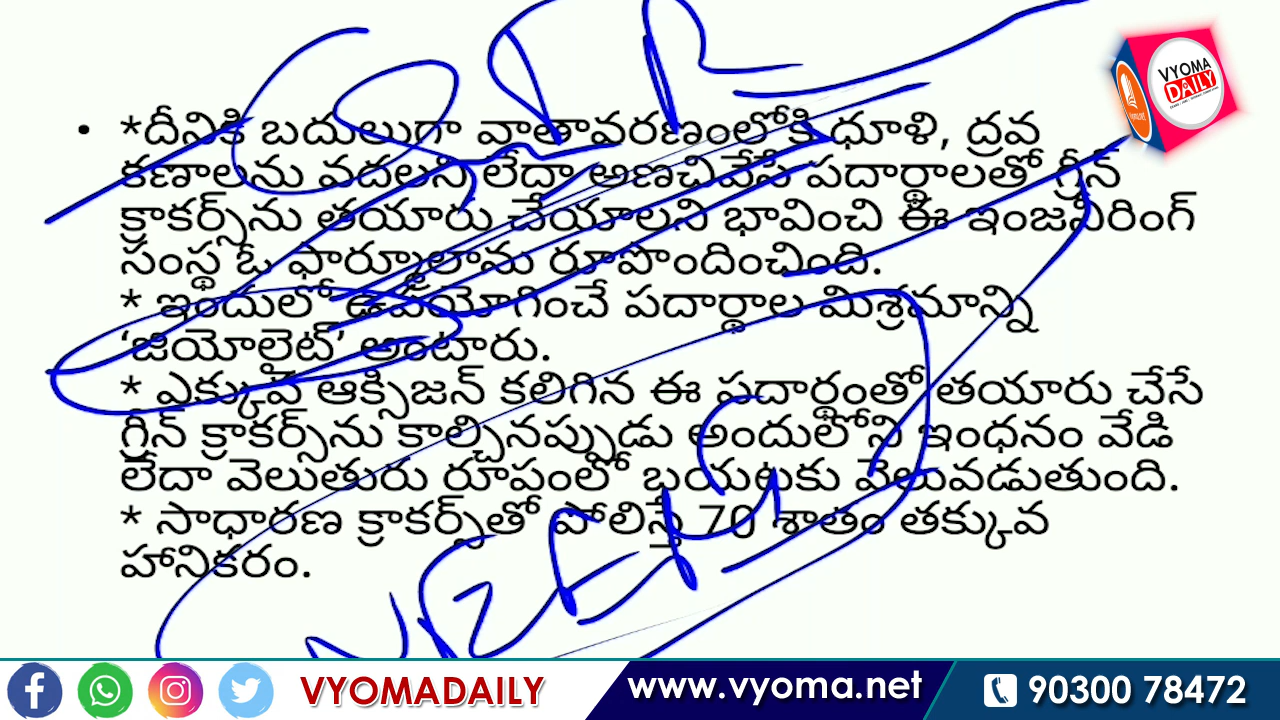 VYOMA
DAILY
• *దీనికి బదులుగా వాతావరణంలోకి ధూళి, ద్రవ
కణాలను వదలని లేదా అణచివేసే పదార్థాలతో గ్రీన్
క్రాకర్స్‌ను తయారు చేయాలని భావించి ఈ ఇంజనీరింగ్
సంస్థ ఓ ఫార్ములాను రూపొందించింది.
* ఇందులో ఉపయోగించే పదార్థాల మిశ్రమాన్ని
‘జియోలైట్’ అంటారు.
* ఎక్కువ ఆక్సిజన్ కలిగిన ఈ పదార్థంతో తయారు చేసే
గ్రీన్ క్రాకర్స్‌ను కాల్చినప్పుడు అందులోని ఇంధనం వేడి
లేదా వెలుతురు రూపంలో బయటకు వెలువడుతుంది.
* సాధారణ క్రాకర్స్‌తో పోలిస్తే 70 శాతం తక్కువ
హానికరం.
VYOMADAILY
www.vyoma.net
90300 78472